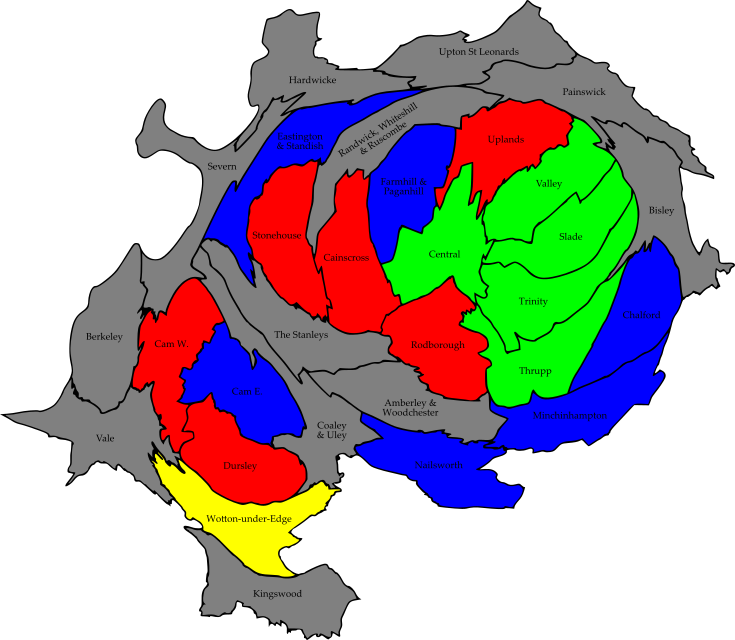 Upton St Leonards
Hardwicke
Painswick
Randwick, Whiteshill
& Ruscombe
Eastington
& Standish
Uplands
Severn
Farmhill &
Paganhill
Valley
Bisley
Stonehouse
Slade
Central
Cainscross
Trinity
Chalford
Berkeley
The Stanleys
Cam W.
Rodborough
Thrupp
Cam E.
Amberley &
Woodchester
Minchinhampton
Coaley
& Uley
Vale
Dursley
Nailsworth
Wotton-under-Edge
Kingswood